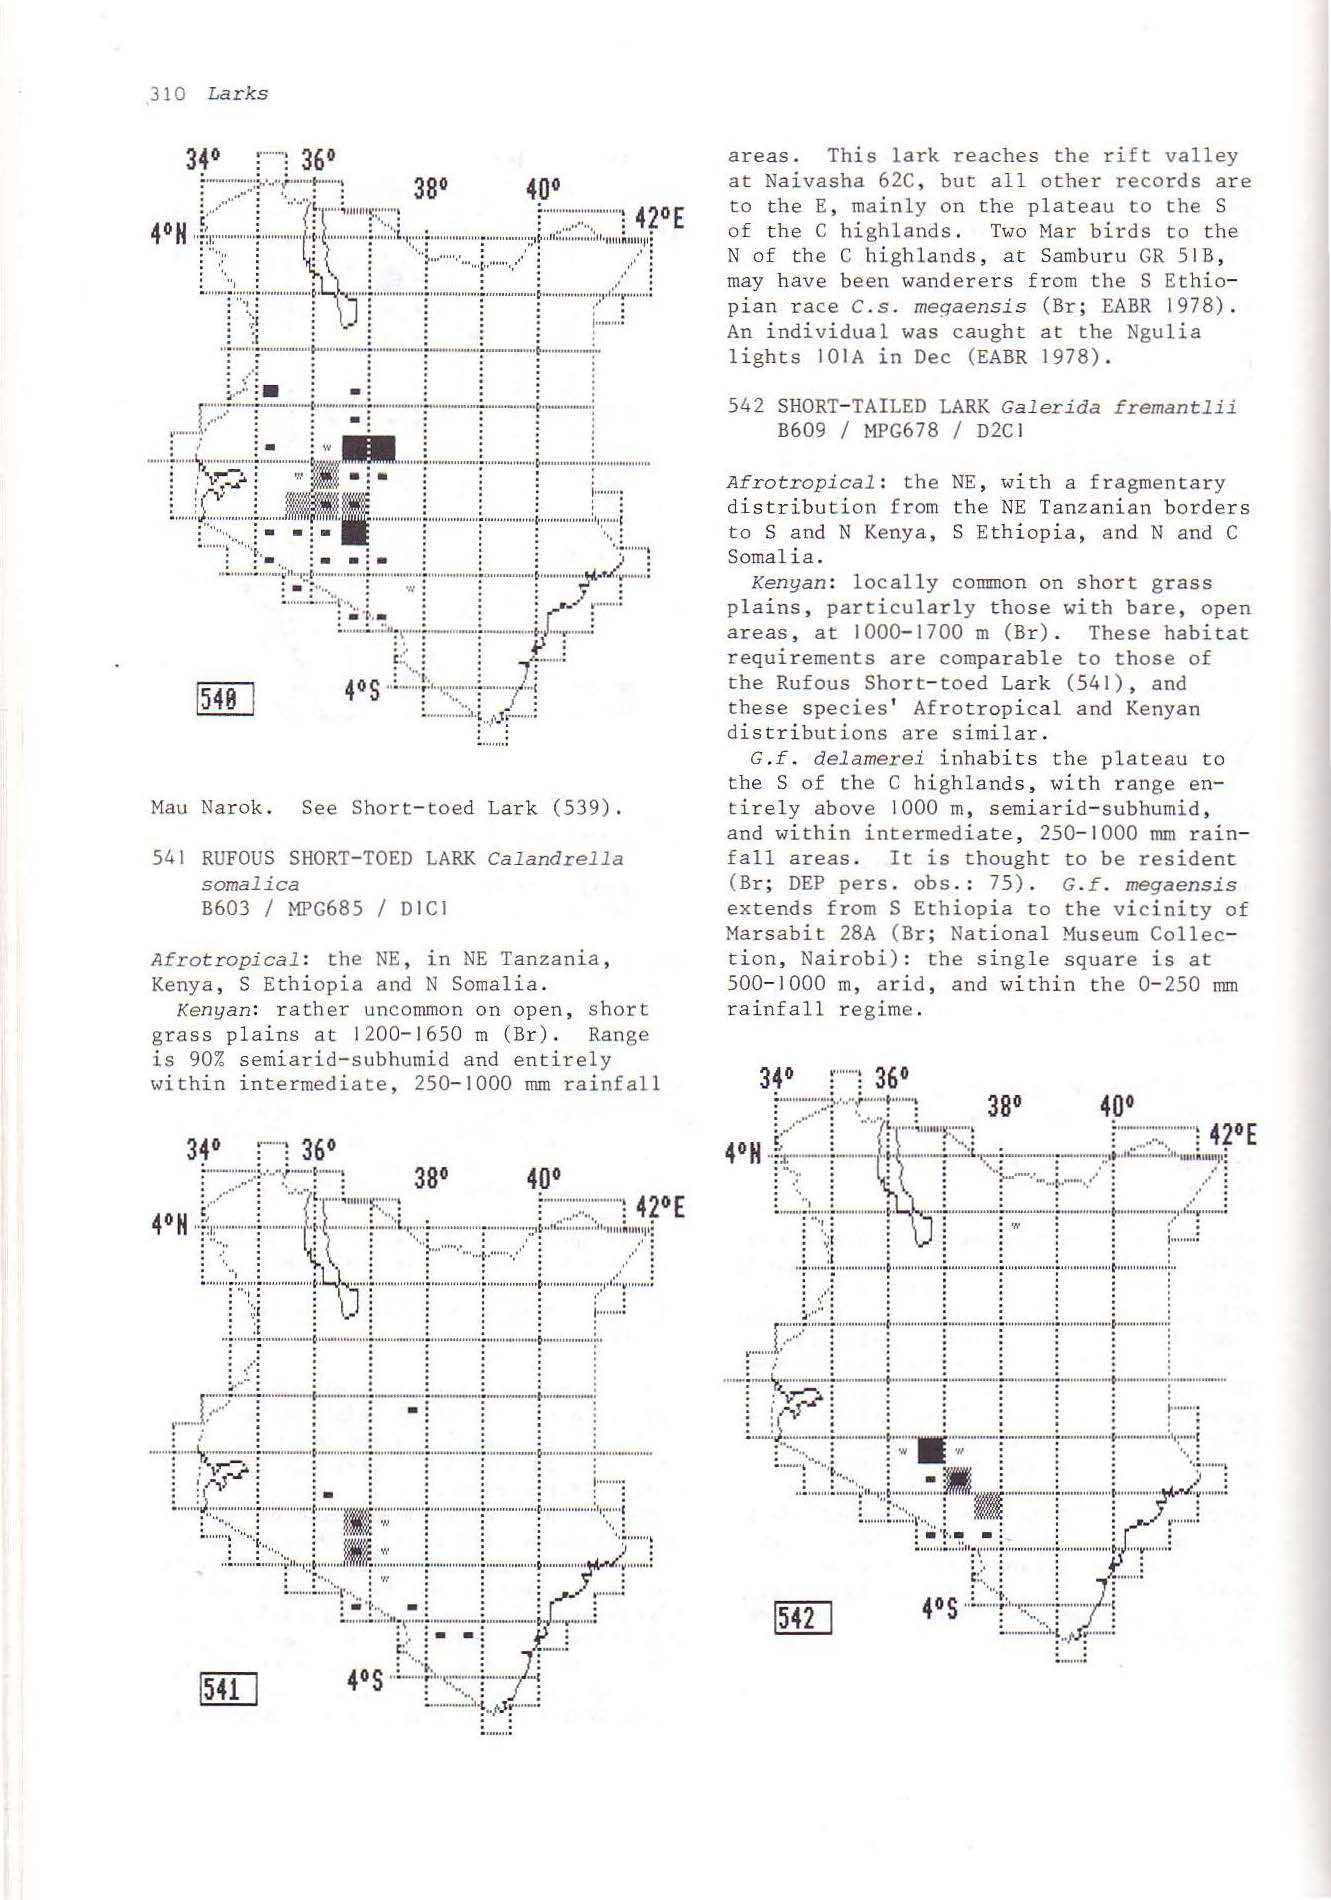 310 Larks
34° 36°
38° 40°
42°E
4°N
4°S
540
Mau Narok. See Short-toed Lark (539).
541 RUFOUS SHORT-TOED LARK Calandrella
somalica
B603 / MPG685 / D1C1
Afrotropical: the NE, in NE Tanzania,
Kenya, S Ethiopia and N Somalia.
Kenyan: rather uncommon on open, short
grass plains at 1200-1650 m (Br). Range
is 90% semiarid-subhumid and entirely
within intermediate, 250-1000 mm rainfall
34° 36°
38° 40°
42°E
4°N
4°S
541
areas. This lark reaches the rift valley
at Naivasha 62C, but all other records are
to the E, mainly on the plateau to the S
of the C highlands. Two Mar birds to the
N of the C highlands, at Samburu GR 51B,
may have been wanderers from the S Ethio-
pian race C.s. megaensis (Br; EABR 1978).
An individual was caught at the Ngulia
lights 101A in Dec (EABR 1978).
542 SHORT-TAILED LARK Galerida fremantlii
B609 / MPG678 / D2C1
Afrotropical: the NE, with a fragmentary
distribution from the NE Tanzanian borders
to S and N Kenya, S Ethiopia, and N and C
Somalia.
Kenyan: locally common on short grass
plains, particularly those with bare, open
areas, at 1000-1700 m (Br). These habitat
requirements are comparable to those of
the Rufous Short-toed Lark (541), and
these species' Afrotropical and Kenyan
distributions are similar.
G.f. delamerei inhabits the plateau to
the S of the C highlands, with range en-
tirely above 1000 m, semiarid-subhumid,
and within intermediate, 250-1000 mm rain-
fall areas. It is thought to be resident
(Br; DEP pers. obs.: 75). G.f. megaensis
extends from S Ethiopia to the vicinity of
Marsabit 28A (Br; National Museum Collec-
tion, Nairobi): the single square is at
500-1000 m, arid, and within the 0-250 mm
rainfall regime.
34° 36°
38° 40°
42°E
4°N
4°S
542